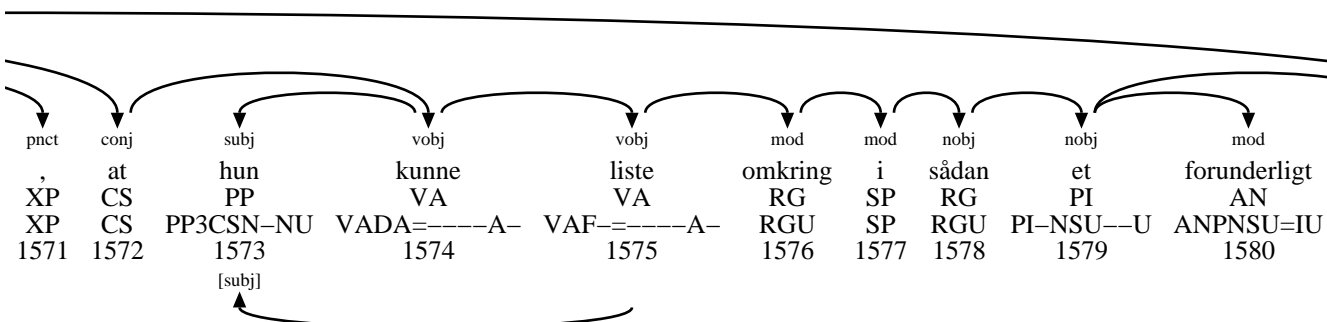 pnct conj subj vobj vobj mod mod nobj nobj mod
, at hun kunne liste omkring i sådan et forunderligt
XP CS PP VA VA RG SP RG PI AN
XP CS PP3CSN−NU VADA=−−−−A− VAF−=−−−−A− RGU SP RGU PI−NSU−−U ANPNSU=IU
1571 1572 1573 1574 1575 1576 1577 1578 1579 1580
[subj]